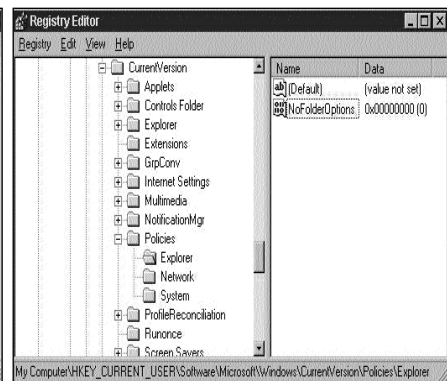 Registry Editor
Registry Edit View Help
CurrentVersion
Applets
Controls Folder
Explorer
Extensions
GrpConv
Internet Settings
Multimedia
NotificationMgr
Policies
Explorer
Network
System
ProfileReconciliation
Runonce
Screen Savers
Name Data
(Default) (value not set)
NoFolderOptions 0x00000000 (0)
My Computer\HKEY_CURRENT_USER\Software\Microsoft\Windows\CurrentVersion\Policies\Explorer